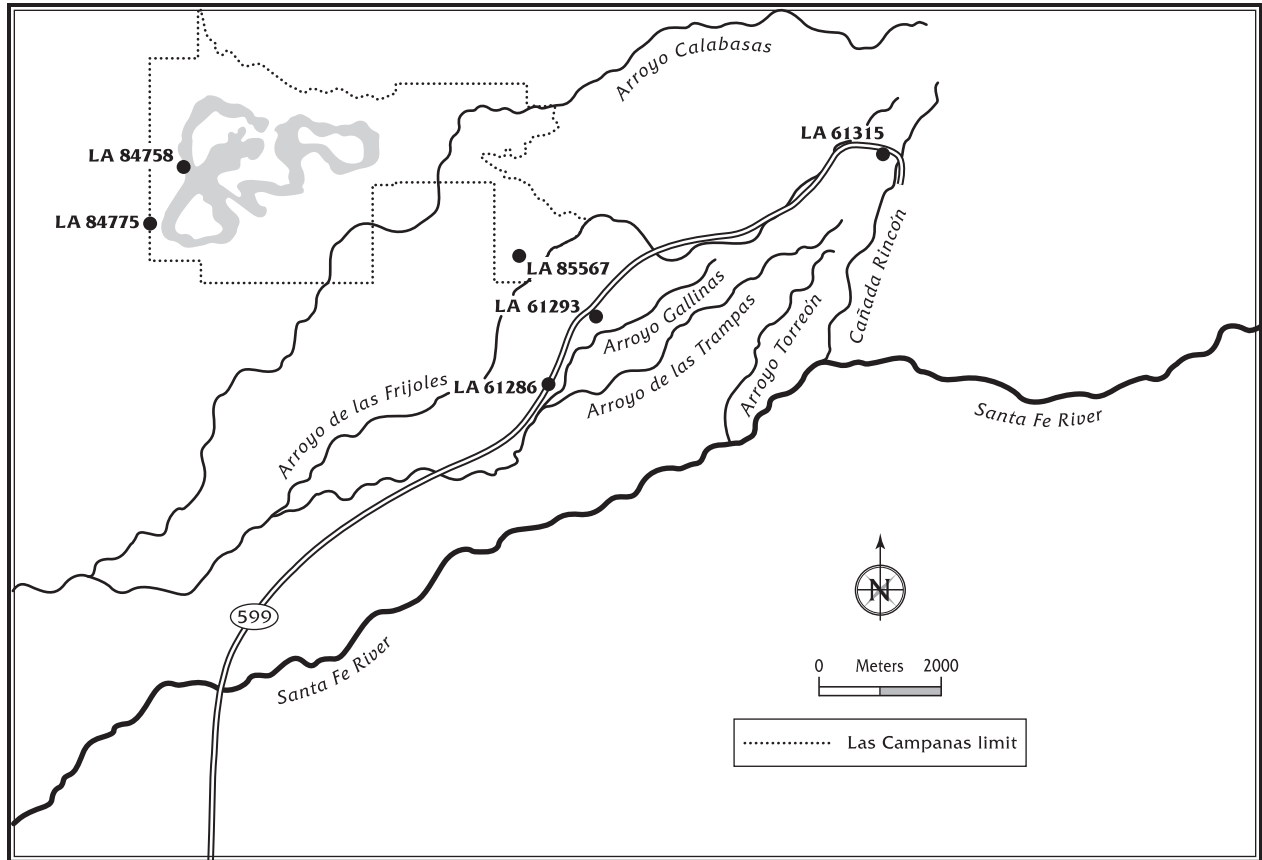 Arroyo Calabasas
LA 61315
LA 84758
LA 84775
Cañada Rincón
LA 85567
LA 61293
Arroyo Gallinas
Arroyo de las Trampas
Arroyo Torreón
LA 61286
Arroyo de las Frijoles
Santa Fe River
N
599
Santa Fe River
0 Meters 2000
Las Campanas limit